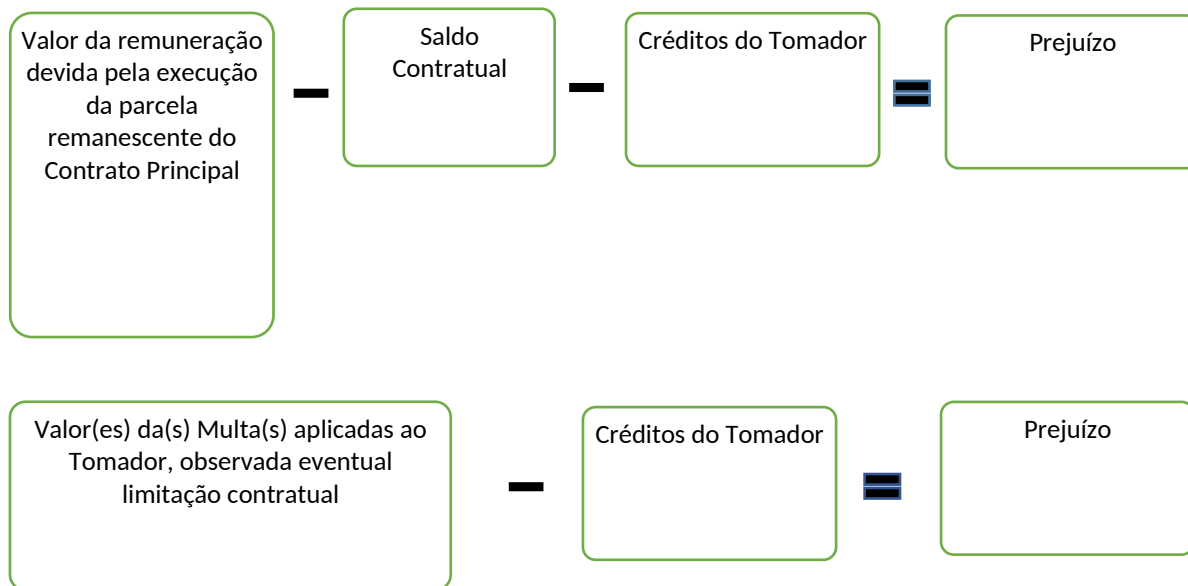 Valor da remuneração
devida pela execução
da parcela
remanescente do
Contrato Principal
Saldo
Contratual
Créditos do Tomador
Prejuízo
Valor(es) da(s) Multa(s) aplicadas ao
Tomador, observada eventual
limitação contratual
Créditos do Tomador
Prejuízo